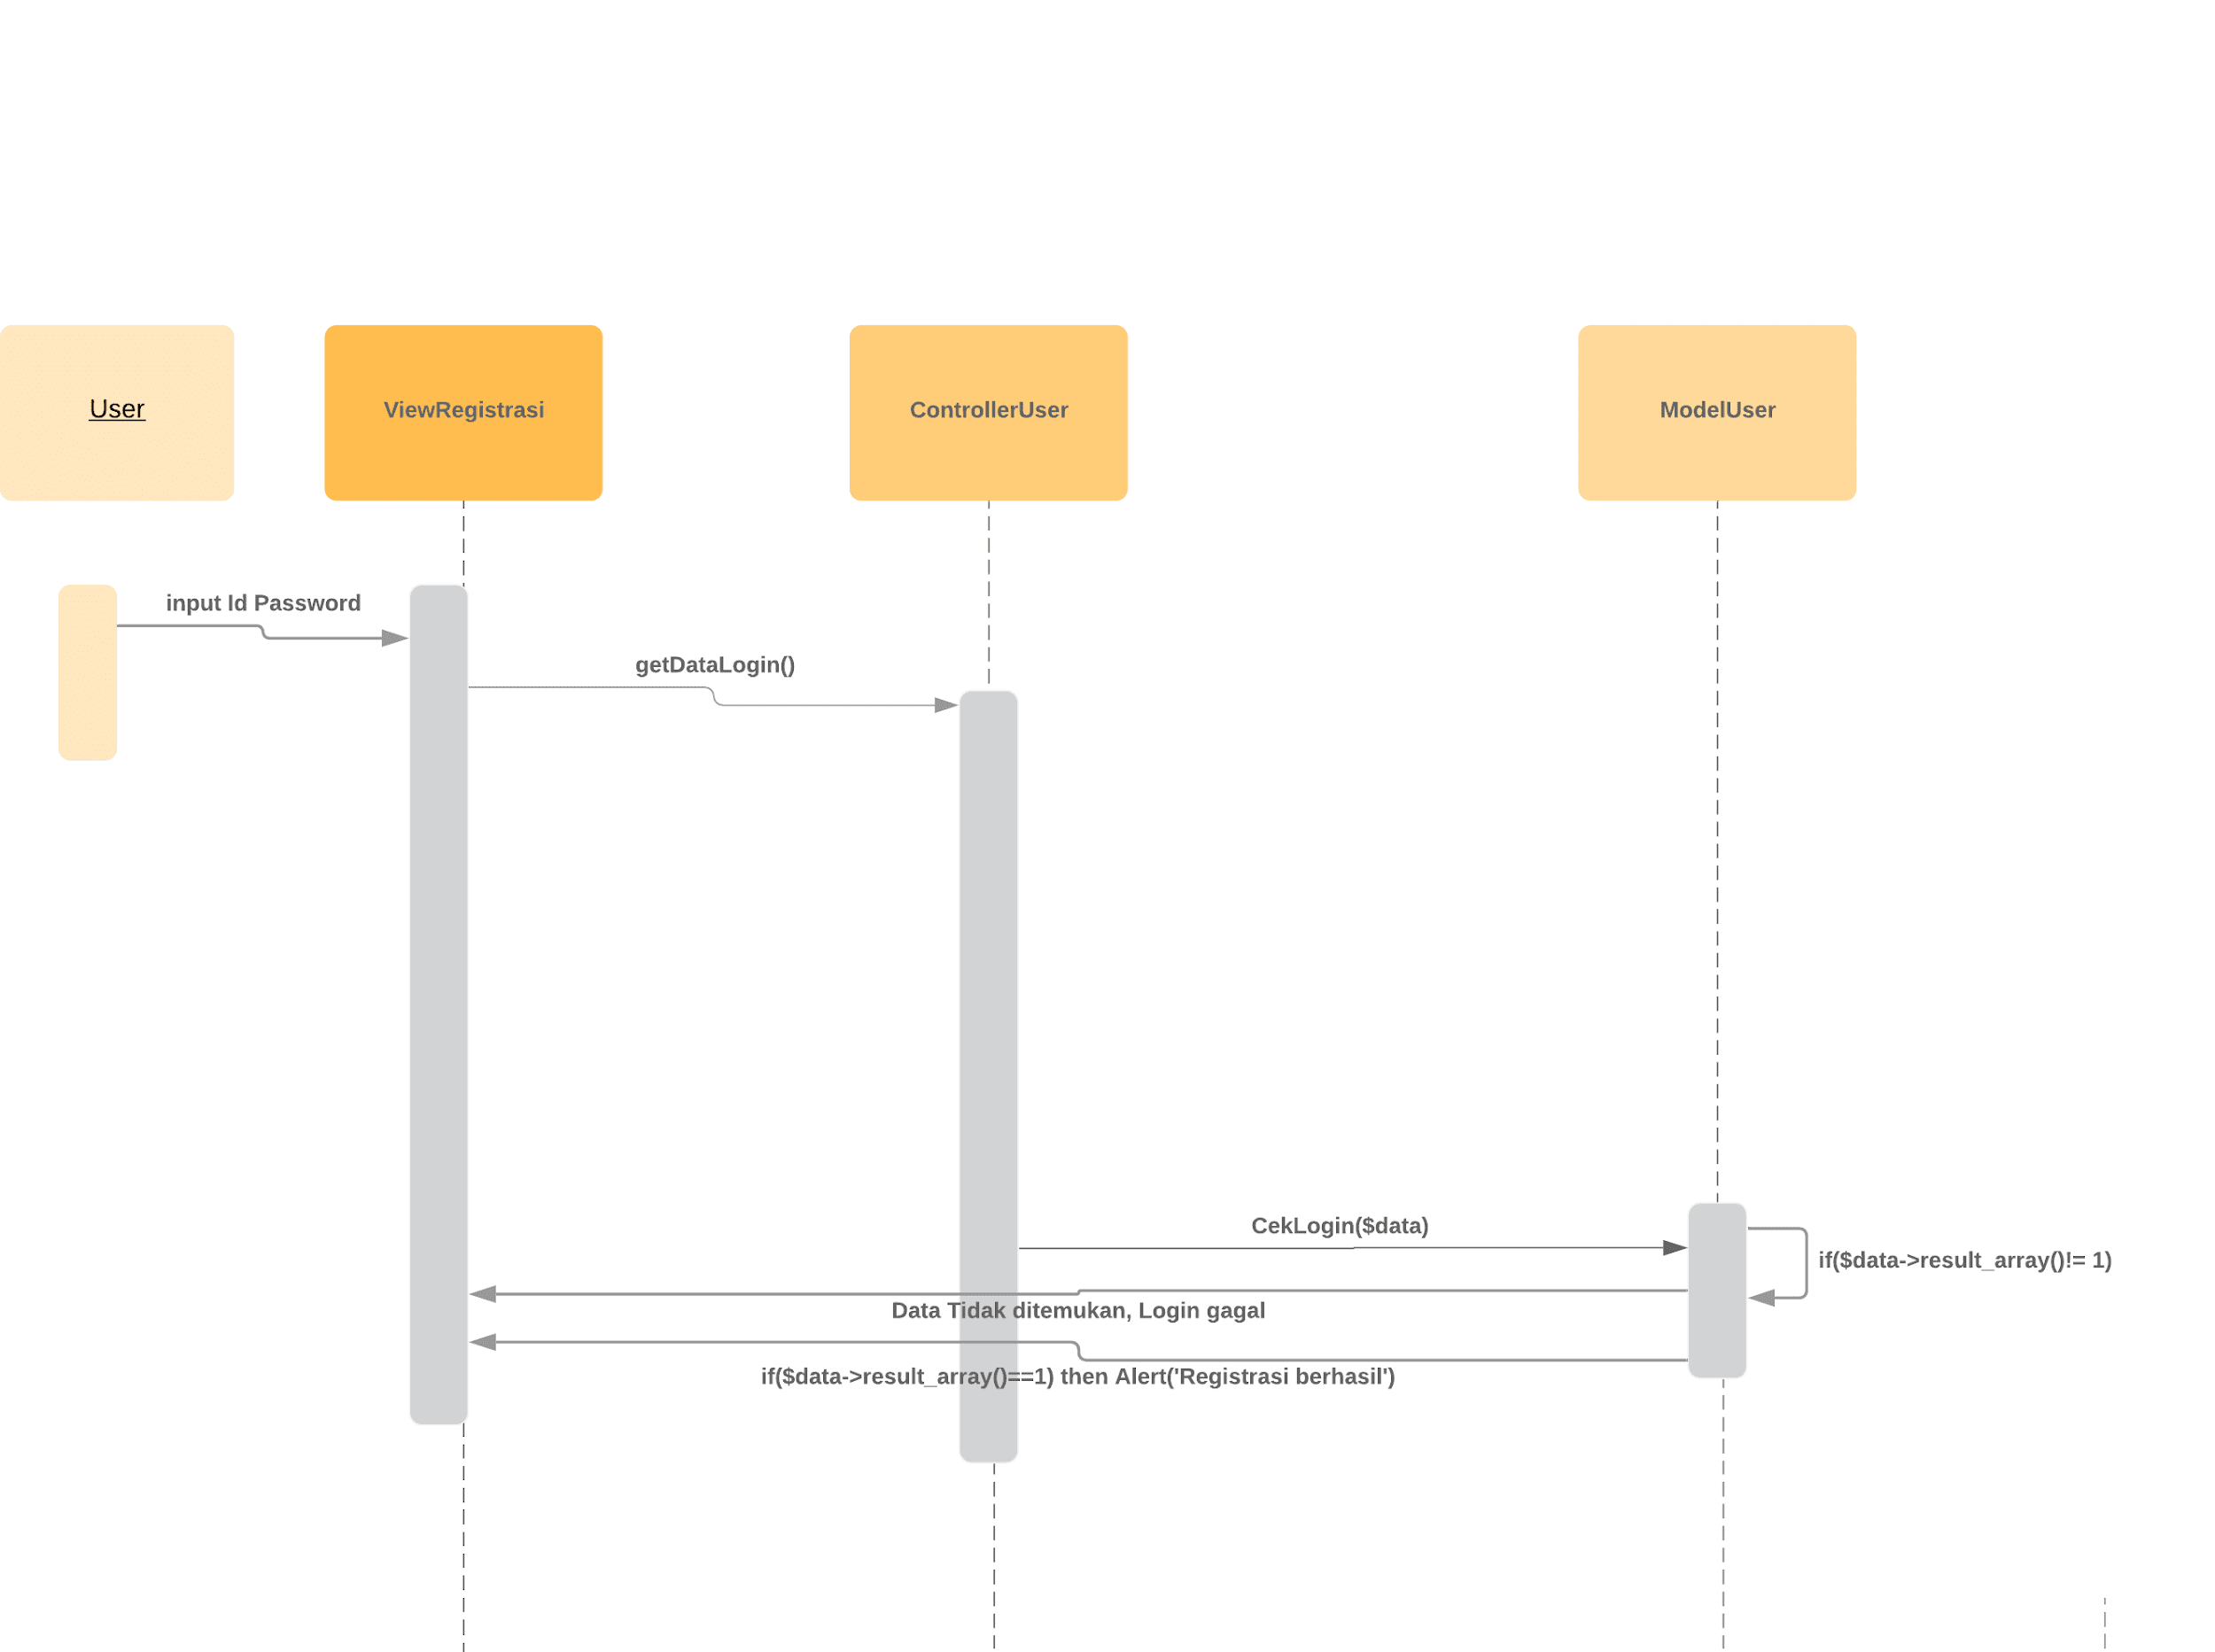 User
ViewRegistrasi
ControllerUser
ModelUser
input Id Password
getDataLogin()
CekLogin($data)
if($data->result_array()!= 1)
Data Tidak ditemukan, Login gagal
if($data->result_array()==1) then Alert('Registrasi berhasil')